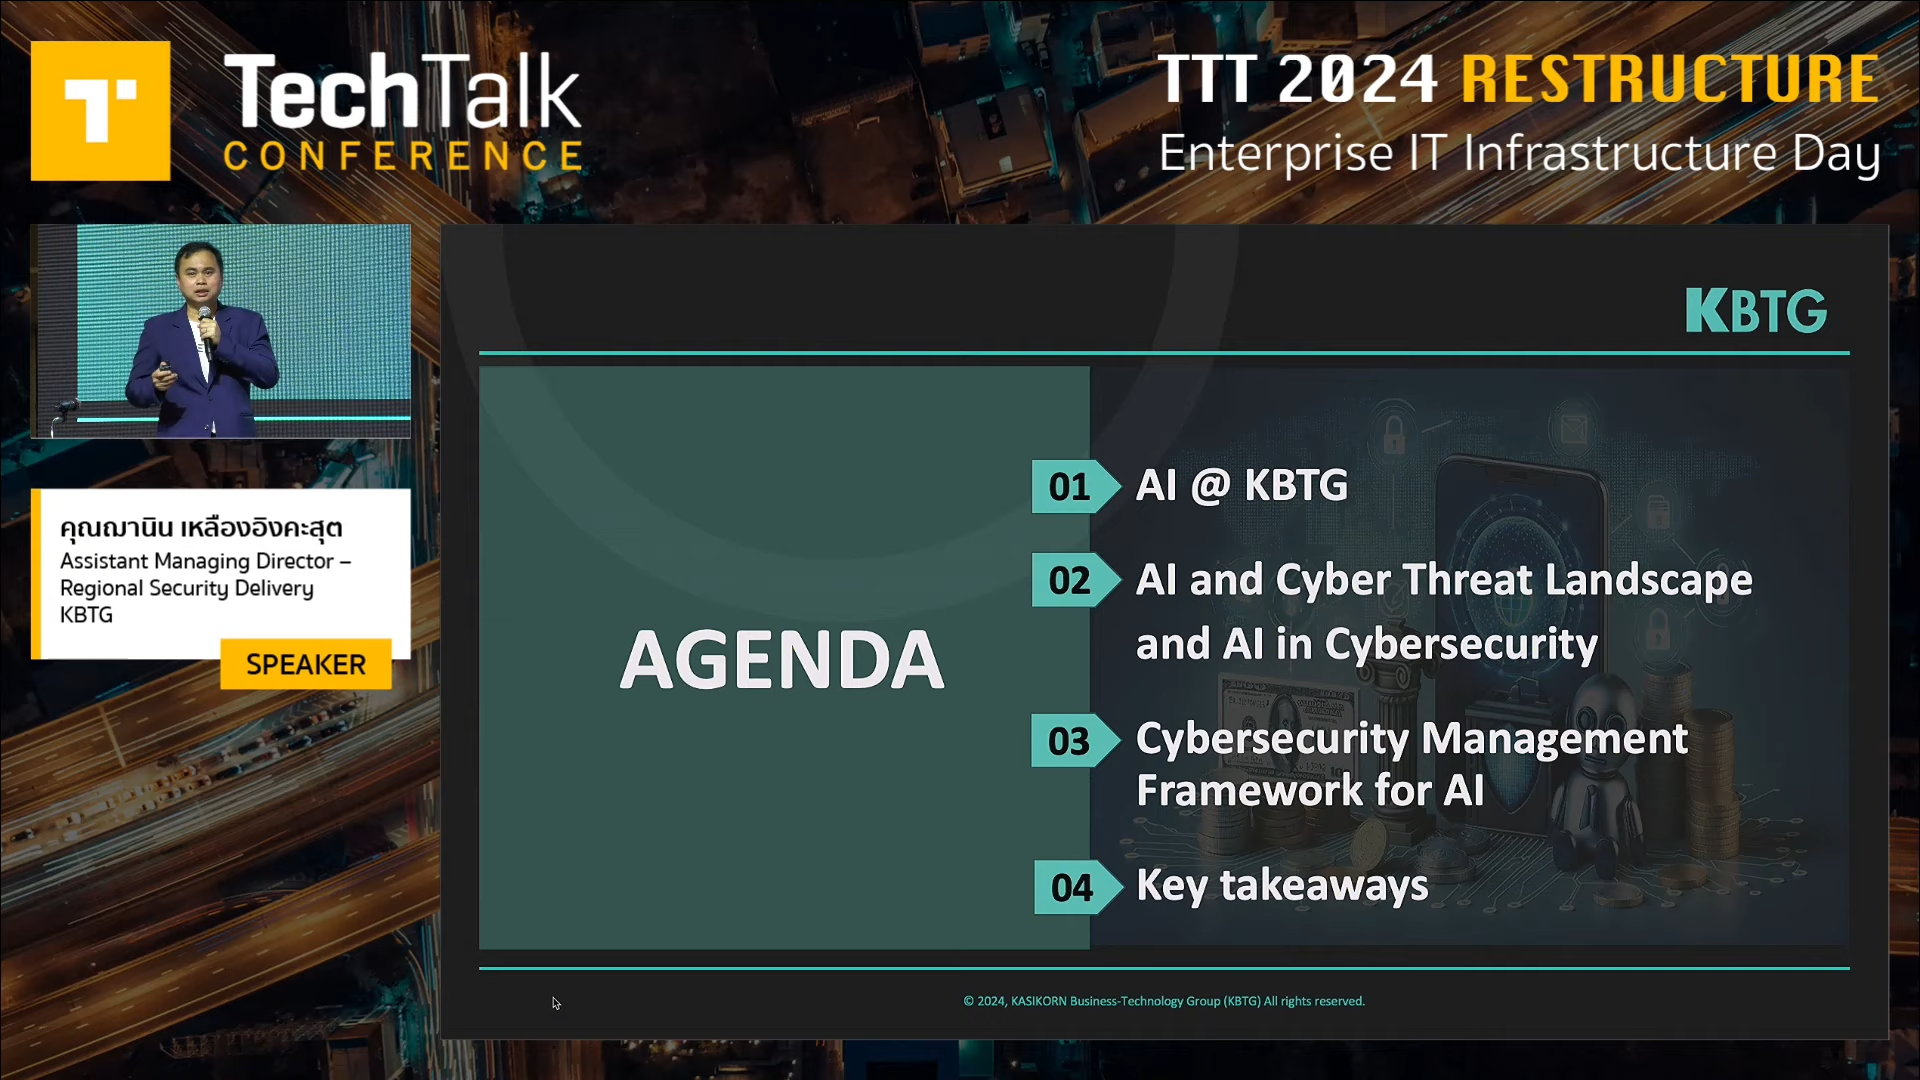 TechTalk
CONFERENCE
TTT 2024 RESTRUCTURE
Enterprise IT Infrastructure Day
คุณฌานิน เหลืองอิงคะสุต
Assistant Managing Director –
Regional Security Delivery
KBTG
SPEAKER
KBTG
AGENDA
01 AI @ KBTG
02 AI and Cyber Threat Landscape
and AI in Cybersecurity
03 Cybersecurity Management
Framework for AI
04 Key takeaways
© 2024, KASIKORN Business-Technology Group (KBTG) All rights reserved.